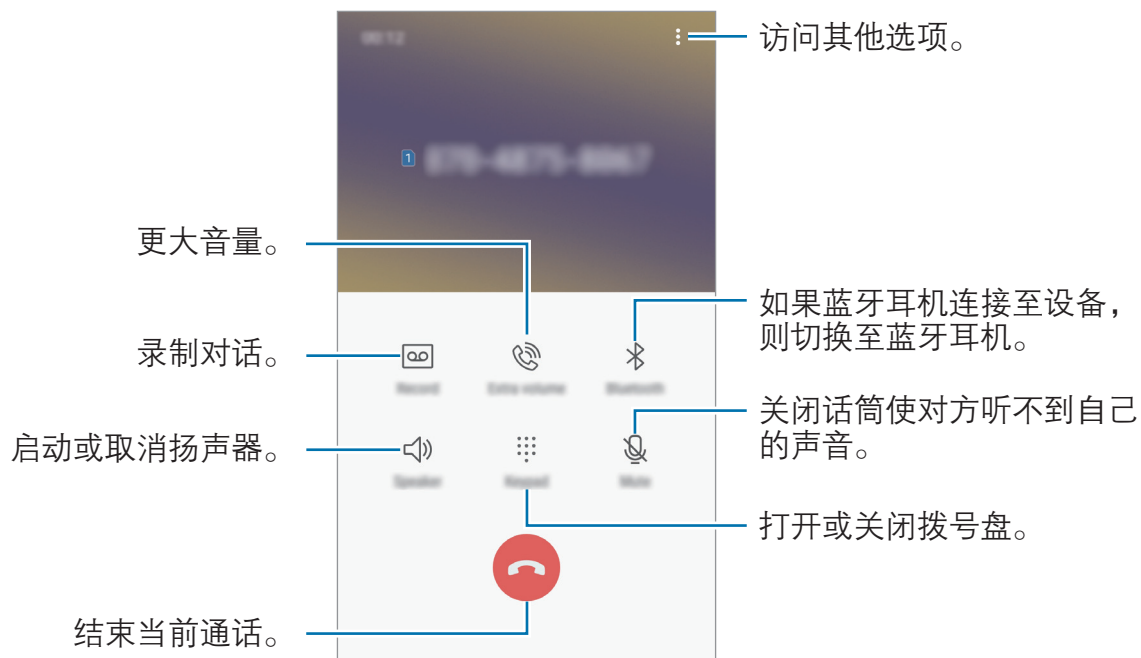 访问其他选项。
1
更大音量。
如果蓝牙耳机连接至设备，
则切换至蓝牙耳机。
录制对话。
Record
Extra volume
Bluetooth
关闭话筒使对方听不到自己
的声音。
启动或取消扬声器。
Speaker
Keypad
Mute
打开或关闭拨号盘。
结束当前通话。